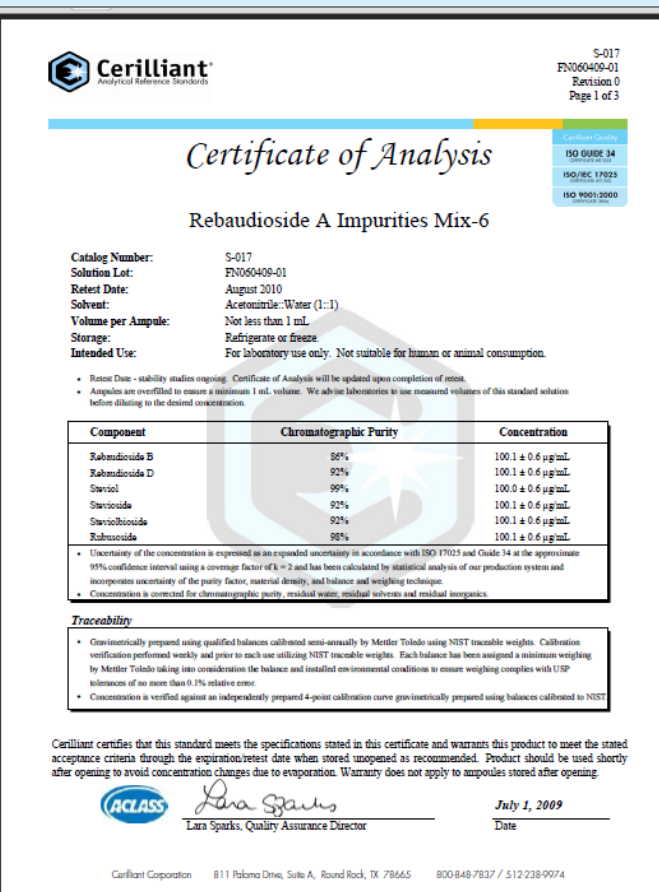 Cerilliant
Analytical Reference Standards
S-017
FN060409-01
Revision 0
Page 1 of 3
Certificate of Analysis
Cerilliant Quality
ISO GUIDE 34
ISO/IEC 17025
ISO 9001:2000
Rebaudioside A Impurities Mix-6
Catalog Number: S-017
Solution Lot: FN060409-01
Retest Date: August 2010
Solvent: Acetonitrile::Water (1::1)
Volume per Ampule: Not less than 1 mL
Storage: Refrigerate or freeze.
Intended Use: For laboratory use only. Not suitable for human or animal consumption.
• Retest Date - stability studies ongoing. Certificate of Analysis will be updated upon completion of retest.
• Ampules are overfilled to ensure a minimum 1 mL volume. We advise laboratories to use measured volumes of this standard solution
before diluting to the desired concentration.
Component Chromatographic Purity Concentration
Rebaudioside B 86% 100.1 ± 0.6 µg/mL
Rebaudioside D 92% 100.1 ± 0.6 µg/mL
Steviol 99% 100.0 ± 0.6 µg/mL
Stevioside 92% 100.1 ± 0.6 µg/mL
Steviolbioside 92% 100.1 ± 0.6 µg/mL
Rubusoside 98% 100.1 ± 0.6 µg/mL
• Uncertainty of the concentration is expressed as an expanded uncertainty in accordance with ISO 17025 and Guide 34 at the approximate
95% confidence interval using a coverage factor of k = 2 and has been calculated by statistical analysis of our production system and
incorporates uncertainty of the purity factor, material density, and balance and weighing technique.
• Concentration is corrected for chromatographic purity, residual water, residual solvents and residual inorganics.
Traceability
• Gravimetrically prepared using qualified balances calibrated semi-annually by Mettler Toledo using NIST traceable weights. Calibration
verification performed weekly and prior to each use utilizing NIST traceable weights. Each balance has been assigned a minimum weighing
by Mettler Toledo taking into consideration the balance and installed environmental conditions to ensure weighing complies with USP
tolerances of no more than 0.1% relative error.
• Concentration is verified against an independently prepared 4-point calibration curve gravimetrically prepared using balances calibrated to NIST.
Cerilliant certifies that this standard meets the specifications stated in this certificate and warrants this product to meet the stated
acceptance criteria through the expiration/retest date when stored unopened as recommended. Product should be used shortly
after opening to avoid concentration changes due to evaporation. Warranty does not apply to ampoules stored after opening.
ACLASS
Lara Sparks
July 1, 2009
Lara Sparks, Quality Assurance Director
Date
Cerilliant Corporation 811 Paloma Drive, Suite A, Round Rock, TX 78665 800-848-7837 / 512-238-9974